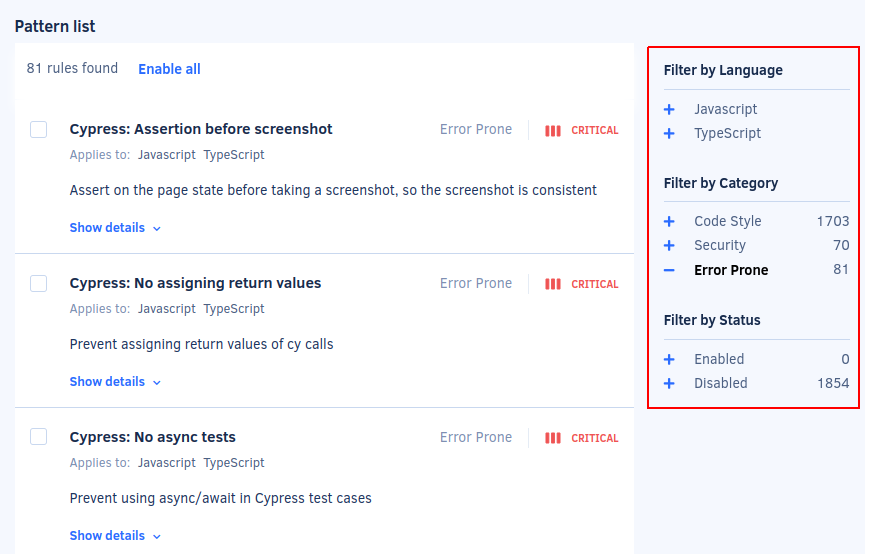 Pattern list
81 rules found Enable all
Cypress: Assertion before screenshot Error Prone CRITICAL
Applies to: Javascript TypeScript
Assert on the page state before taking a screenshot, so the screenshot is consistent
Show details
Cypress: No assigning return values Error Prone CRITICAL
Applies to: Javascript TypeScript
Prevent assigning return values of cy calls
Show details
Cypress: No async tests Error Prone CRITICAL
Applies to: Javascript TypeScript
Prevent using async/await in Cypress test cases
Show details
Filter by Language
Javascript
TypeScript
Filter by Category
Code Style 1703
Security 70
Error Prone 81
Filter by Status
Enabled 0
Disabled 1854